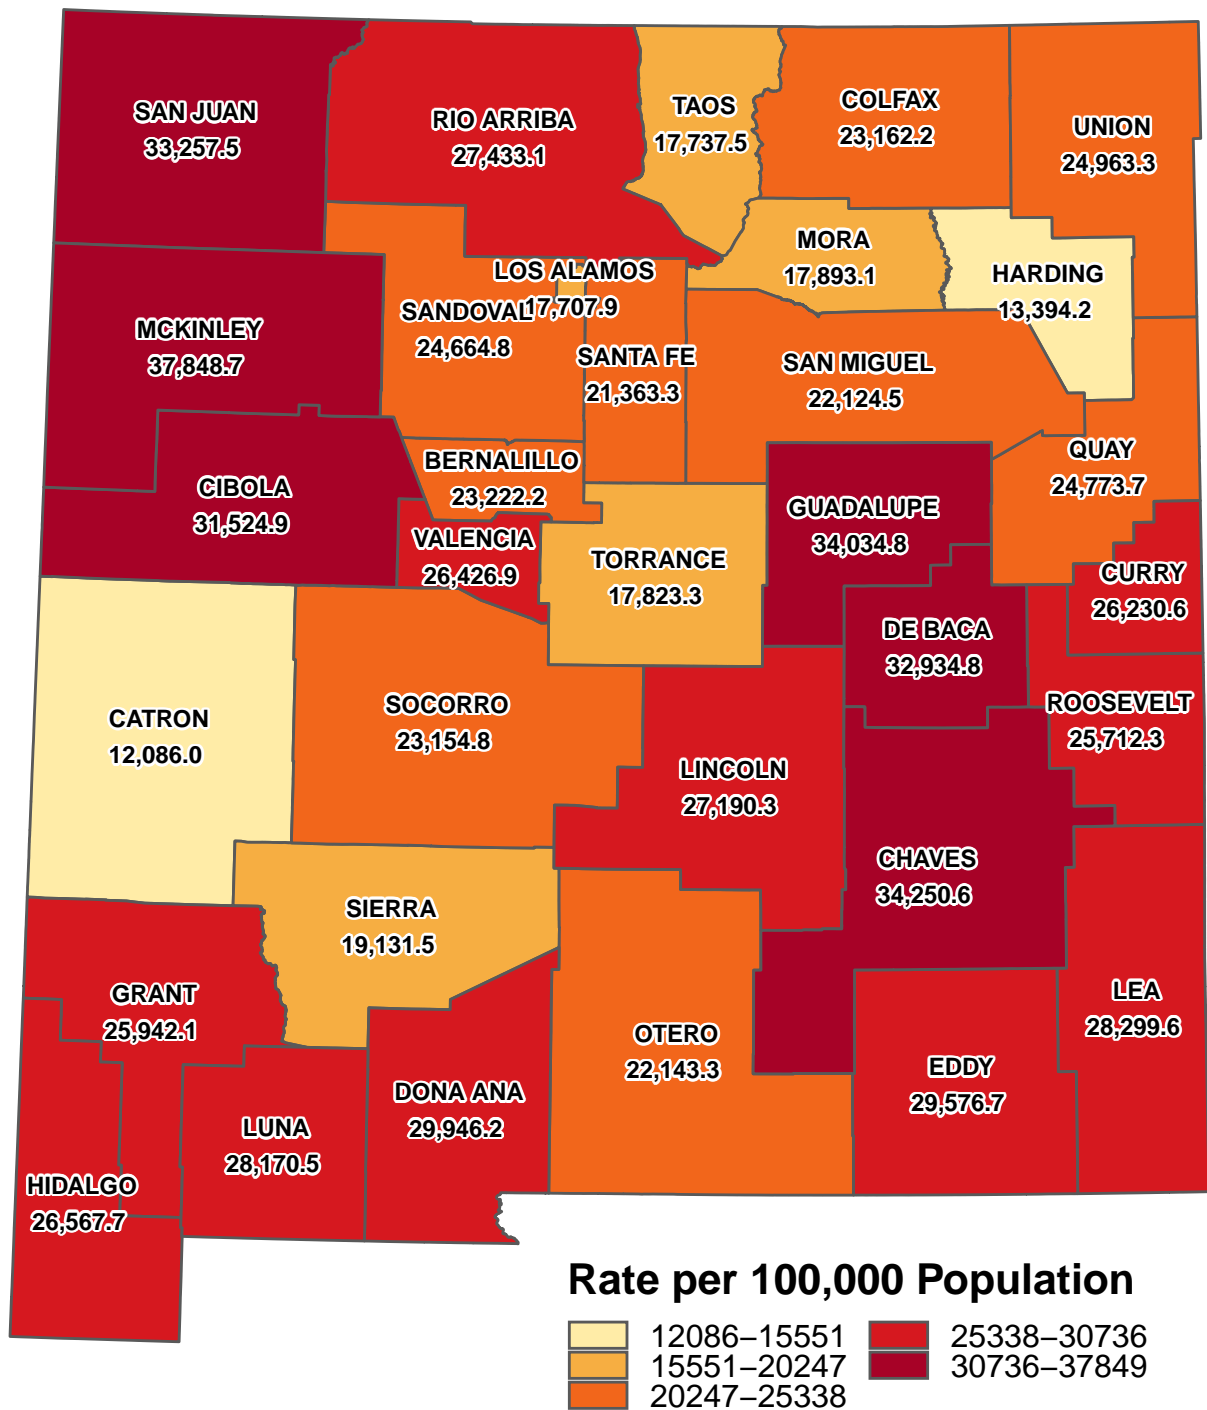 SAN JUAN
33,257.5
RIO ARRIBA
27,433.1
TAOS
17,737.5
COLFAX
23,162.2
UNION
24,963.3
MORA
17,893.1
HARDING
13,394.2
LOS ALAMOS
17,707.9
SANDOVAL
24,664.8
MCKINLEY
37,848.7
SANTA FE
21,363.3
SAN MIGUEL
22,124.5
QUAY
24,773.7
BERNALILLO
23,222.2
CIBOLA
31,524.9
GUADALUPE
34,034.8
VALENCIA
26,426.9
TORRANCE
17,823.3
CURRY
26,230.6
DE BACA
32,934.8
ROOSEVELT
25,712.3
CATRON
12,086.0
SOCORRO
23,154.8
LINCOLN
27,190.3
CHAVES
34,250.6
SIERRA
19,131.5
GRANT
25,942.1
OTERO
22,143.3
LEA
28,299.6
EDDY
29,576.7
DONA ANA
29,946.2
LUNA
28,170.5
HIDALGO
26,567.7
Rate per 100,000 Population
12086–15551
15551–20247
20247–25338
25338–30736
30736–37849